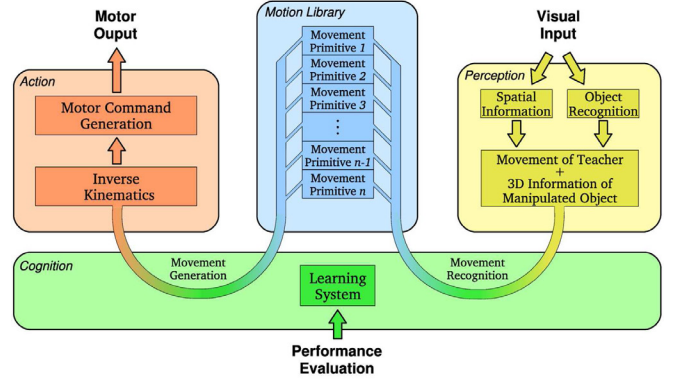 Motor
Ouput
Motion Library
Visual
Input
Action
Motor Command
Generation
Inverse
Kinematics
Movement
Primitive 1
Movement
Primitive 2
Movement
Primitive 3
⋮
Movement
Primitive n-1
Movement
Primitive n
Perception
Spatial
Information
Object
Recognition
Movement of Teacher
+
3D Information of
Manipulated Object
Cognition
Movement
Generation
Learning
System
Movement
Recognition
Performance
Evaluation